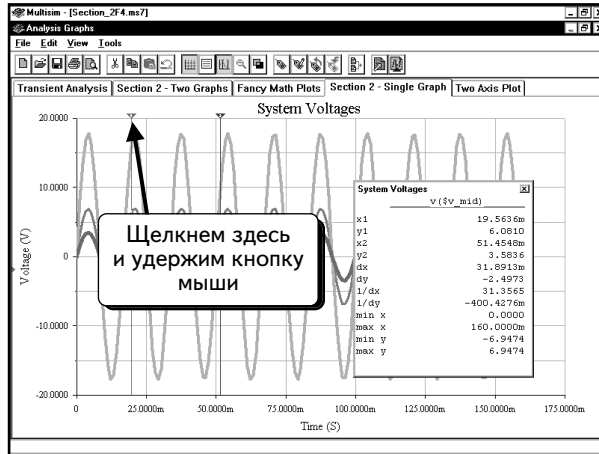 Multisim - [Section_2F4.ms7]
Analysis Graphs
File Edit View Tools
Transient Analysis Section 2 - Two Graphs Fancy Math Plots Section 2 - Single Graph Two Axis Plot
System Voltages
20.0000
10.0000
0
-10.0000
-20.0000
Voltage (V)
Щелкнем здесь
и удержим кнопку
мыши
System Voltages
v($v_mid)
x1 19.5636m
y1 6.0810
x2 51.4548m
y2 3.5836
dx 31.8913m
dy -2.4973
1/dx 31.3565
1/dy -400.4276m
min x 0.0000
max x 160.0000m
min y -6.9474
max y 6.9474
0 25.0000m 50.0000m 75.0000m 100.0000m 125.0000m 150.0000m 175.0000m
Time (S)